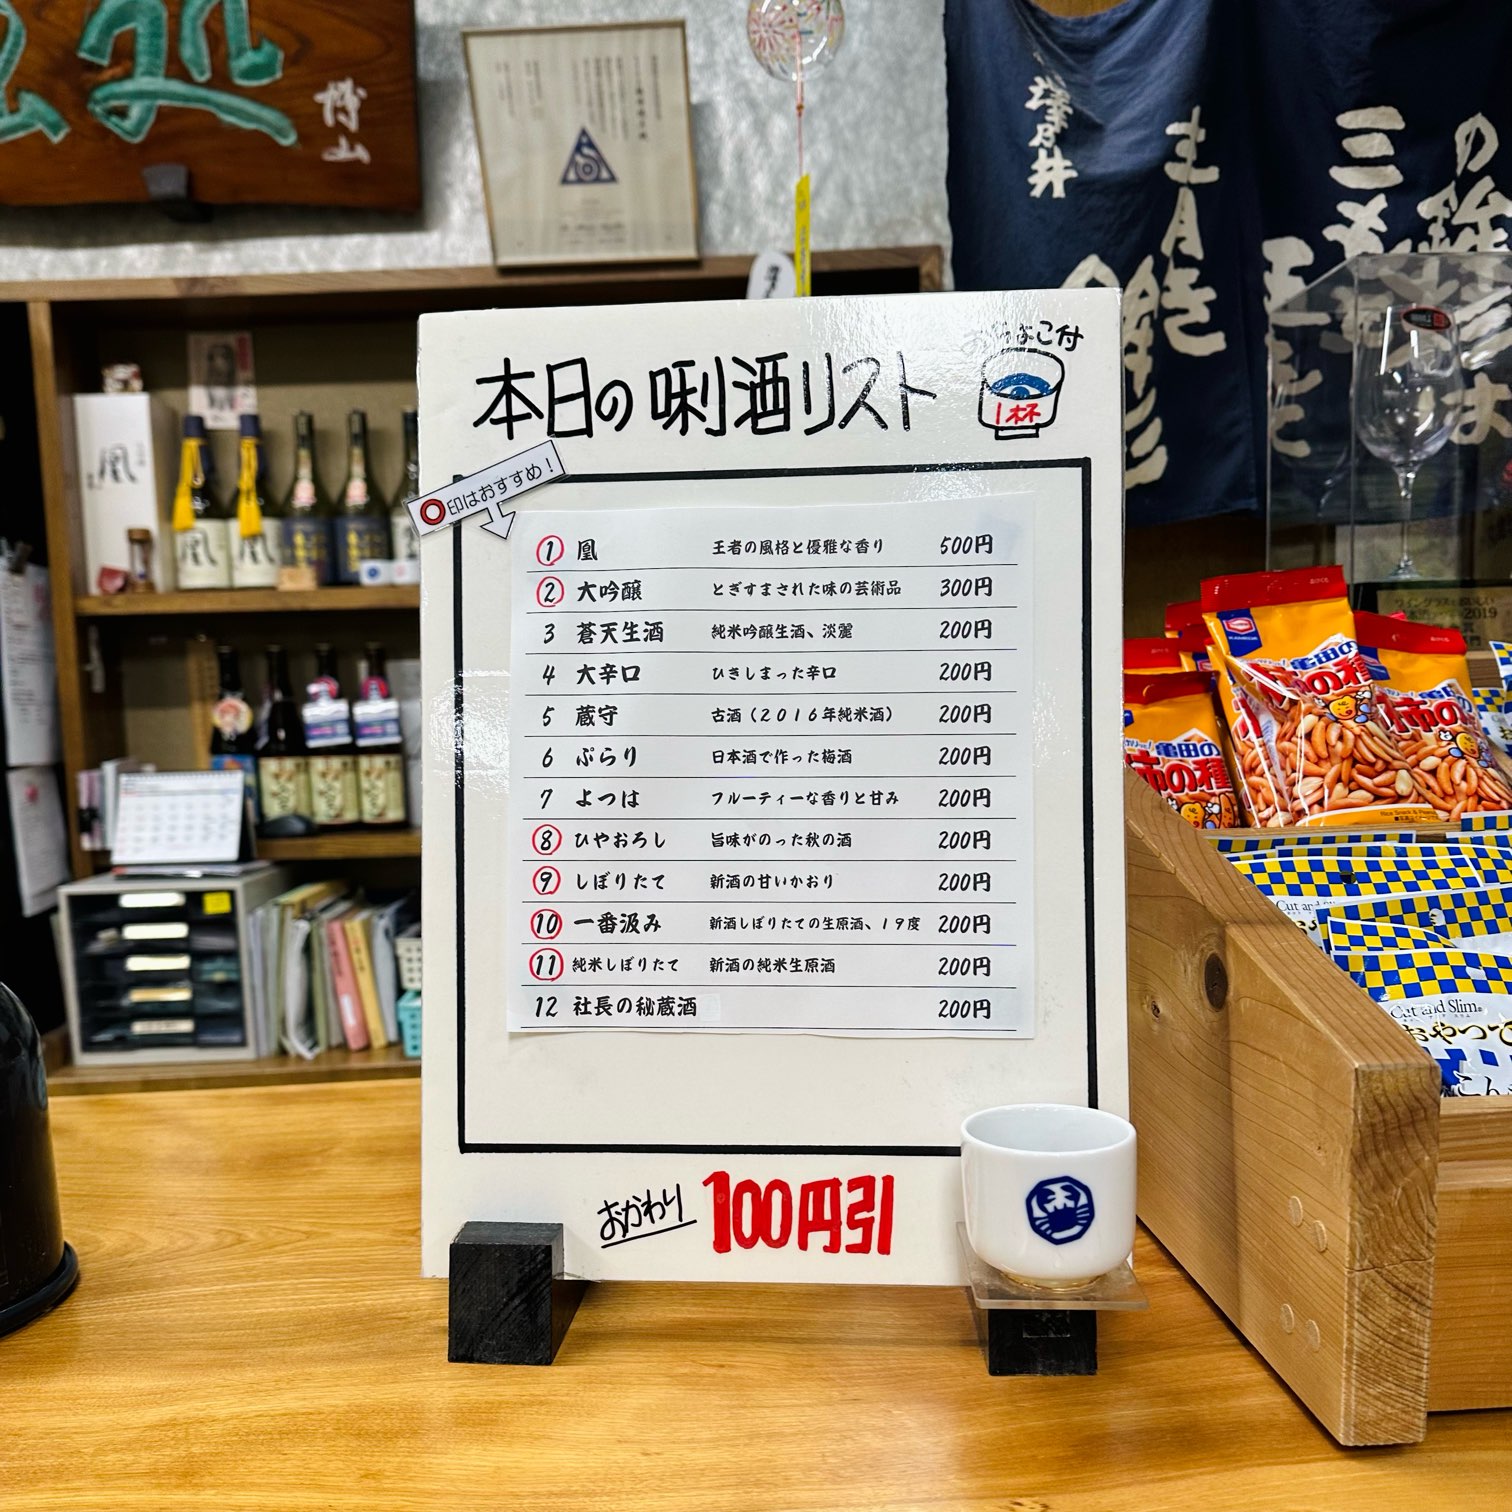 処
博山
澤乃井
凰
凰
凰
おちょこ付
1杯
本日の唎酒リスト
○印はおすすめ!
1 凰 王者の風格と優雅な香り 500円
2 大吟醸 とぎすまされた味の芸術品 300円
3 蒼天生酒 純米吟醸生酒、淡麗 200円
4 大辛口 ひきしまった辛口 200円
5 蔵守 古酒(2016年純米酒) 200円
6 ぷらり 日本酒で作った梅酒 200円
7 よつは フルーティーな香りと甘み 200円
8 ひやおろし 旨味がのった秋の酒 200円
9 しぼりたて 新酒の甘いかおり 200円
10 一番汲み 新酒しぼりたての生原酒、19度 200円
11 純米しぼりたて 新酒の純米生原酒 200円
12 社長の秘蔵酒 200円
おかわり 100円引
亀田の
柿の種
Cut and Slim
おやつで